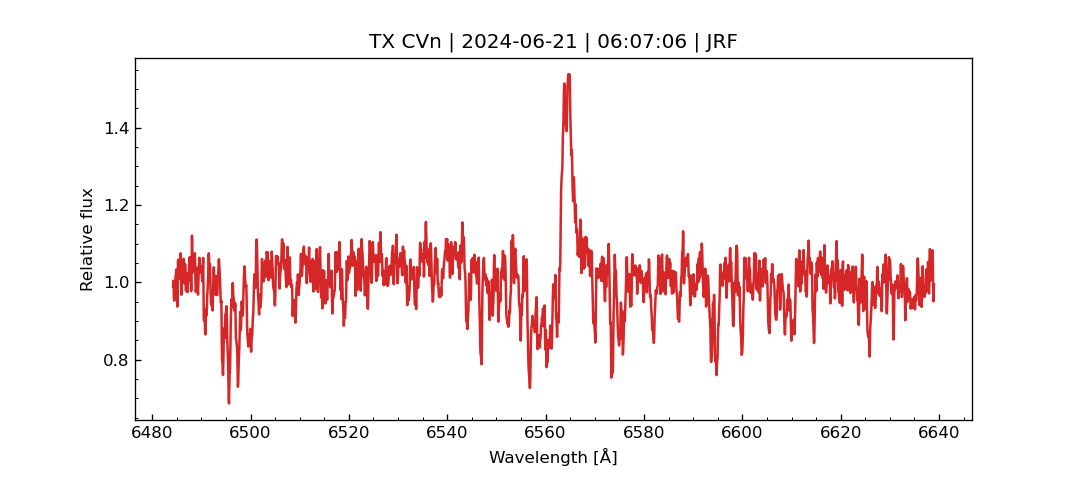 TX CVn | 2024-06-21 | 06:07:06 | JRF
Relative flux
1.4
1.2
1.0
0.8
6480 6500 6520 6540 6560 6580 6600 6620 6640
Wavelength [Å]